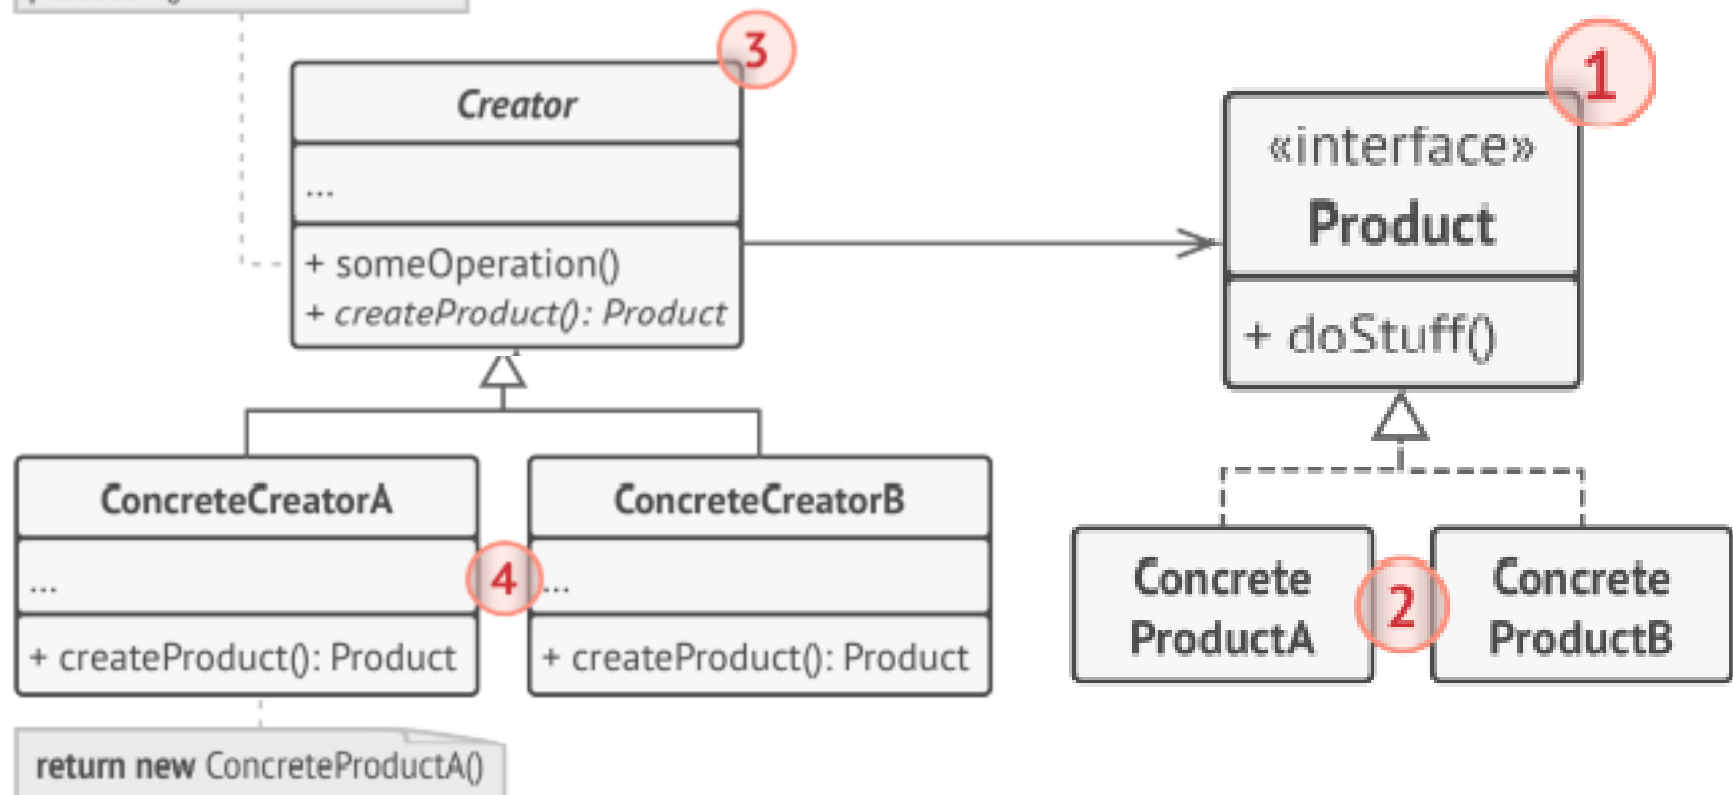 3
Creator
...
+ someOperation()
+ createProduct(): Product
1
«interface»
Product
+ doStuff()
ConcreteCreatorA
...
+ createProduct(): Product
4
ConcreteCreatorB
...
+ createProduct(): Product
Concrete
ProductA
2
Concrete
ProductB
return new ConcreteProductA()